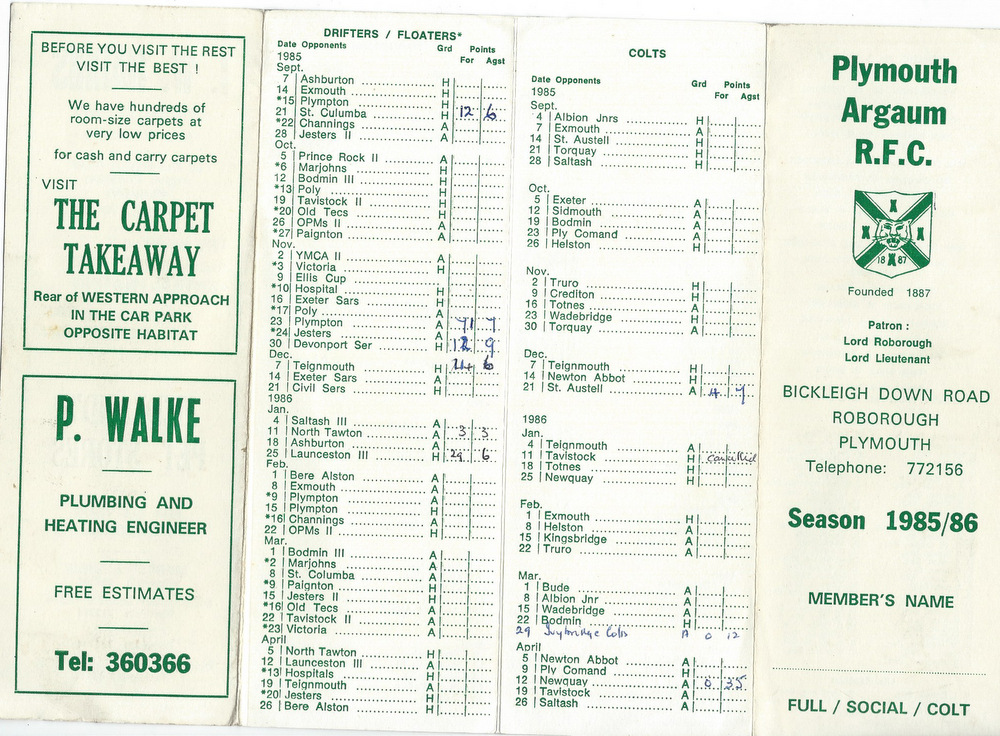 BEFORE YOU VISIT THE REST
VISIT THE BEST !
We have hundreds of
room-size carpets at
very low prices
for cash and carry carpets
VISIT
THE CARPET
TAKEAWAY
Rear of WESTERN APPROACH
IN THE CAR PARK
OPPOSITE HABITAT
P. WALKE
PLUMBING AND
HEATING ENGINEER
FREE ESTIMATES
Tel: 360366
DRIFTERS / FLOATERS*
Date Opponents Grd Points
For Agst
1985
Sept.
7 Ashburton H
14 Exmouth H
*15 Plympton H
21 St. Culumba H 12 6
*22 Channings A
28 Jesters II A
Oct.
5 Prince Rock II A
*6 Marjohns H
12 Bodmin III H
*13 Poly H
19 Tavistock II H
*20 Old Tecs H
26 OPMs II A
*27 Paignton A
Nov.
2 YMCA II A
*3 Victoria H
9 Ellis Cup
*10 Hospital H
16 Exeter Sars H
*17 Poly A
23 Plympton A 71 7
*24 Jesters A
30 Devonport Ser H 12 9
Dec.
7 Teignmouth H 24 6
14 Exeter Sars A
21 Civil Sers H
1986
Jan.
4 Saltash III A
11 North Tawton A 3 3
18 Ashburton A
25 Launceston III H 29 6
Feb.
1 Bere Alston A
8 Exmouth A
*9 Plympton A
15 Plympton H
*16 Channings H
22 OPMs II H
Mar.
1 Bodmin III A
*2 Marjohns A
8 St. Columba A
*9 Paignton H
15 Jesters II H
*16 Old Tecs A
22 Tavistock II A
*23 Victoria A
April
5 North Tawton H
12 Launceston III A
*13 Hospitals H
19 Teignmouth A
*20 Jesters H
26 Bere Alston H
COLTS
Date Opponents Grd Points
For Agst
1985
Sept.
4 Albion Jnrs H
7 Exmouth A
14 St. Austell H
21 Torquay H
28 Saltash H
Oct.
5 Exeter A
12 Sidmouth H
19 Bodmin A
23 Ply Comand A
26 Helston H
Nov.
2 Truro H
9 Crediton H
16 Totnes A
23 Wadebridge H
30 Torquay A
Dec.
7 Teignmouth H
14 Newton Abbot H
21 St. Austell A 4 7
1986
Jan.
4 Teignmouth A
11 Tavistock H cancelled
18 Totnes H
25 Newquay H
Feb.
1 Exmouth H
8 Helston A
15 Kingsbridge A
22 Truro A
Mar.
1 Bude A
8 Albion Jnr A
15 Wadebridge A
22 Bodmin H
29 Ivybridge Colts A 0 12
April
5 Newton Abbot A
9 Ply Comand H
12 Newquay A 0 35
19 Tavistock A
26 Saltash A
Plymouth
Argaum
R.F.C.
1887
Founded 1887
Patron :
Lord Roborough
Lord Lieutenant
BICKLEIGH DOWN ROAD
ROBOROUGH
PLYMOUTH
Telephone: 772156
Season 1985/86
MEMBER'S NAME
FULL / SOCIAL / COLT